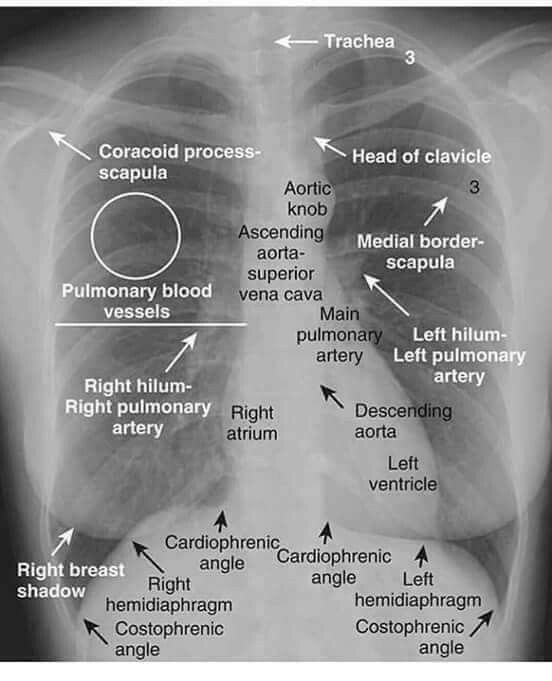 Trachea
3
Coracoid process-
scapula
Head of clavicle
Aortic
knob
3
Ascending
aorta-
superior
vena cava
Medial border-
scapula
Pulmonary blood
vessels
Main
pulmonary
artery
Left hilum-
Left pulmonary
artery
Right hilum-
Right pulmonary
artery
Right
atrium
Descending
aorta
Left
ventricle
Cardiophrenic
angle
Cardiophrenic
angle
Right breast
shadow
Right
hemidiaphragm
Left
hemidiaphragm
Costophrenic
angle
Costophrenic
angle